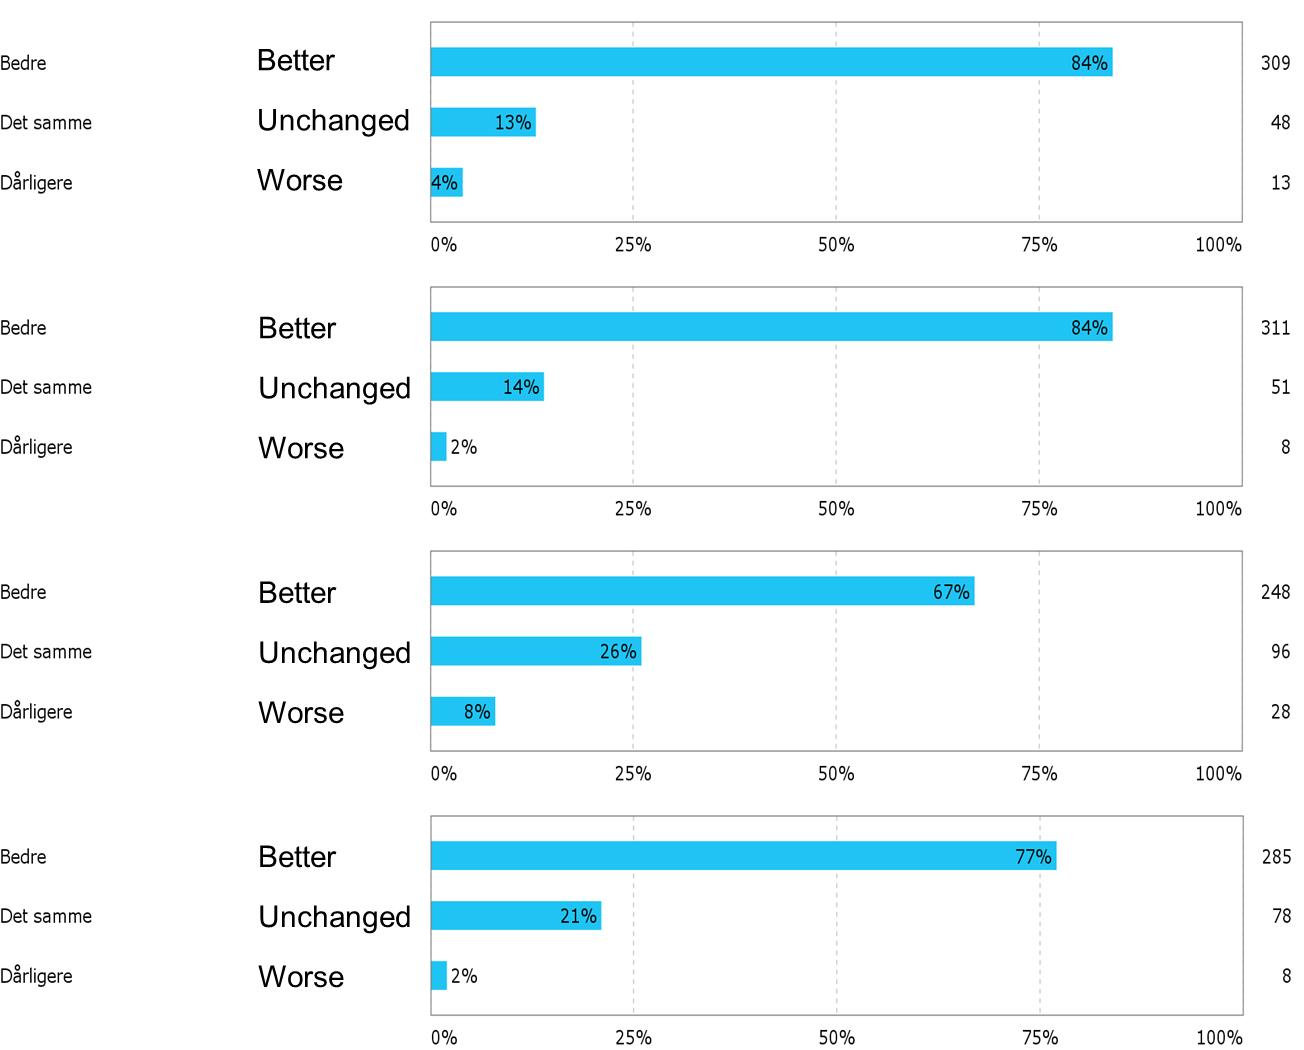 Bedre Better 84% 309
Det samme Unchanged 13% 48
Dårligere Worse 4% 13
0% 25% 50% 75% 100%
Bedre Better 84% 311
Det samme Unchanged 14% 51
Dårligere Worse 2% 8
0% 25% 50% 75% 100%
Bedre Better 67% 248
Det samme Unchanged 26% 96
Dårligere Worse 8% 28
0% 25% 50% 75% 100%
Bedre Better 77% 285
Det samme Unchanged 21% 78
Dårligere Worse 2% 8
0% 25% 50% 75% 100%